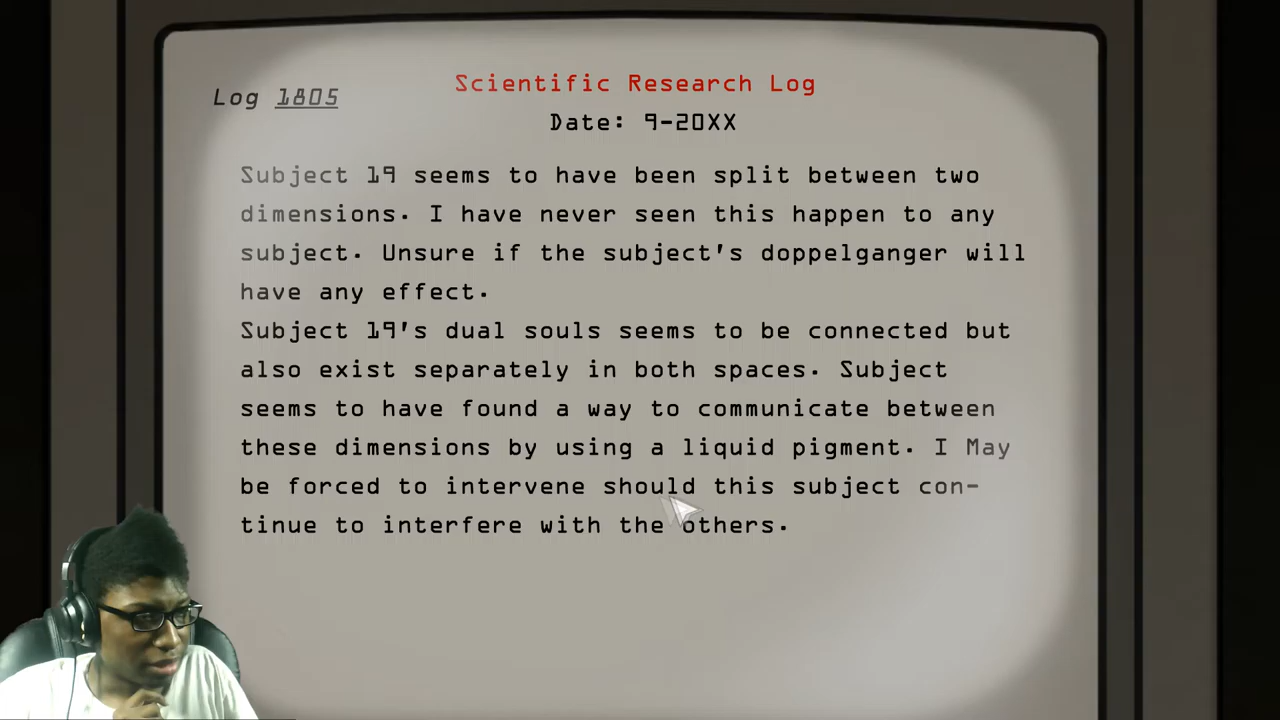 Scientific Research Log
Log 1805
Date: 9-20XX
Subject 19 seems to have been split between two
dimensions. I have never seen this happen to any
subject. Unsure if the subject's doppelganger will
have any effect.
Subject 19's dual souls seems to be connected but
also exist separately in both spaces. Subject
seems to have found a way to communicate between
these dimensions by using a liquid pigment. I May
be forced to intervene should this subject con-
tinue to interfere with the others.